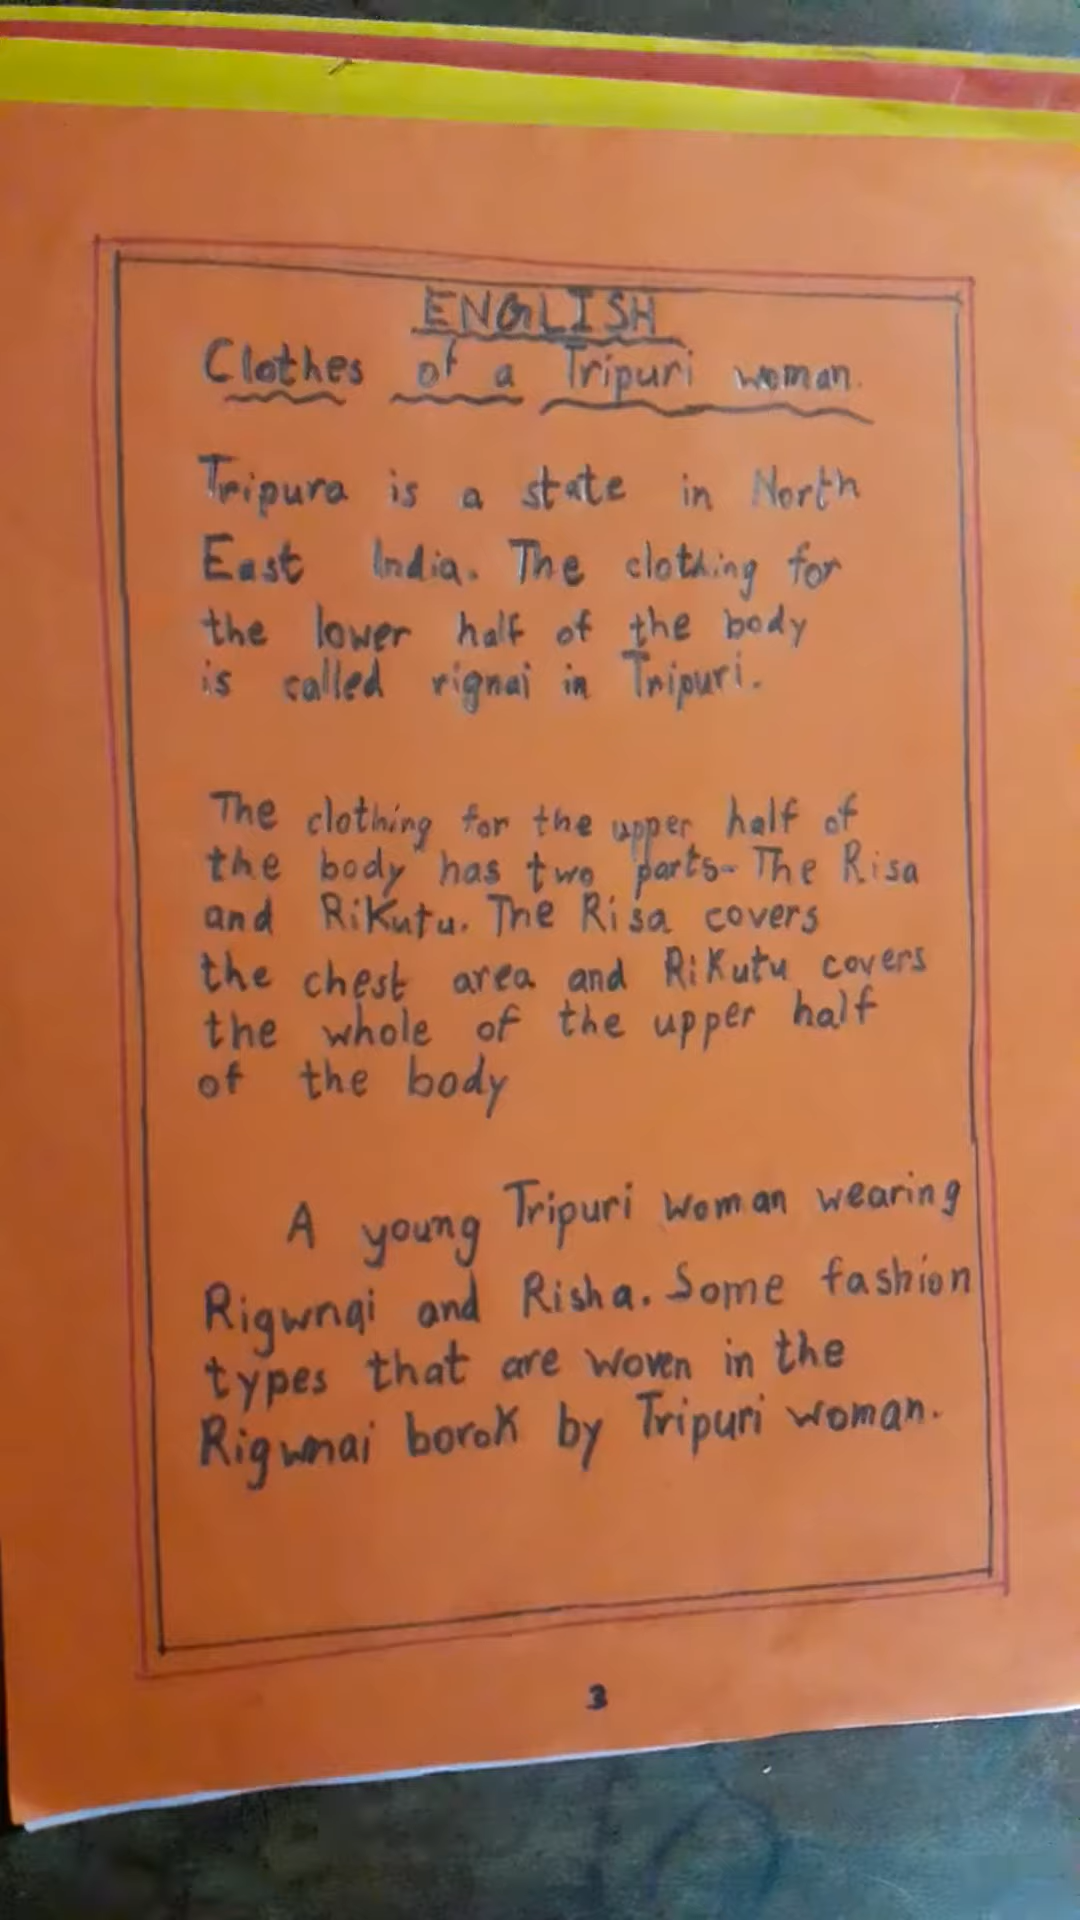 ENGLISH
Clothes of a Tripuri woman.
Tripura is a state in North
East India. The clothing for
the lower half of the body
is called rignai in Tripuri.
The clothing for the upper half of
the body has two parts- The Risa
and RiKutu. The Risa covers
the chest area and RiKutu covers
the whole of the upper half
of the body
A young Tripuri woman wearing
Rigwnai and Risha. Some fashion
types that are woven in the
Rigwnai borok by Tripuri woman.
3